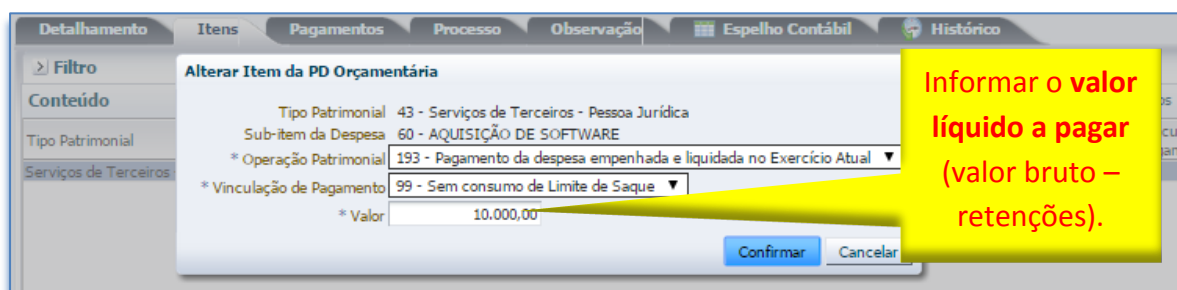 Detalhamento Itens Pagamentos Processo Observação Espelho Contábil Histórico
Filtro
Alterar Item da PD Orçamentária
Conteúdo
Tipo Patrimonial 43 - Serviços de Terceiros - Pessoa Jurídica
Tipo Patrimonial
Sub-item da Despesa 60 - AQUISIÇÃO DE SOFTWARE
* Operação Patrimonial 193 - Pagamento da despesa empenhada e liquidada no Exercício Atual
Serviços de Terceiros
* Vinculação de Pagamento 99 - Sem consumo de Limite de Saque
* Valor 10.000,00
Confirmar Cancelar
Informar o valor
líquido a pagar
(valor bruto –
retenções).